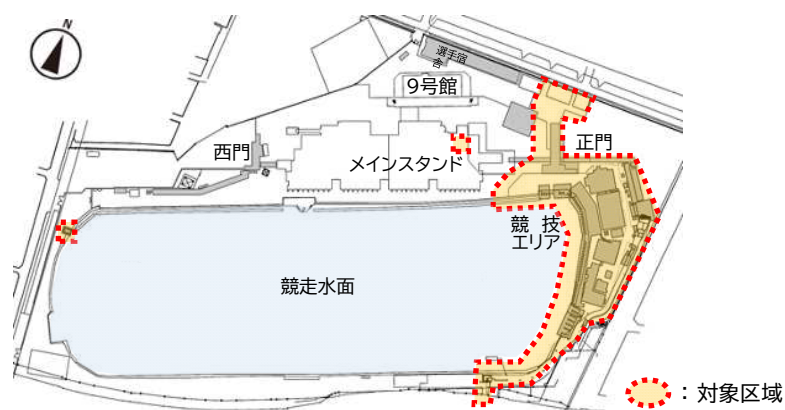 N
選手宿
舎
9号館
正門
西門
メインスタンド
競 技
エリア
競走水面
：対象区域